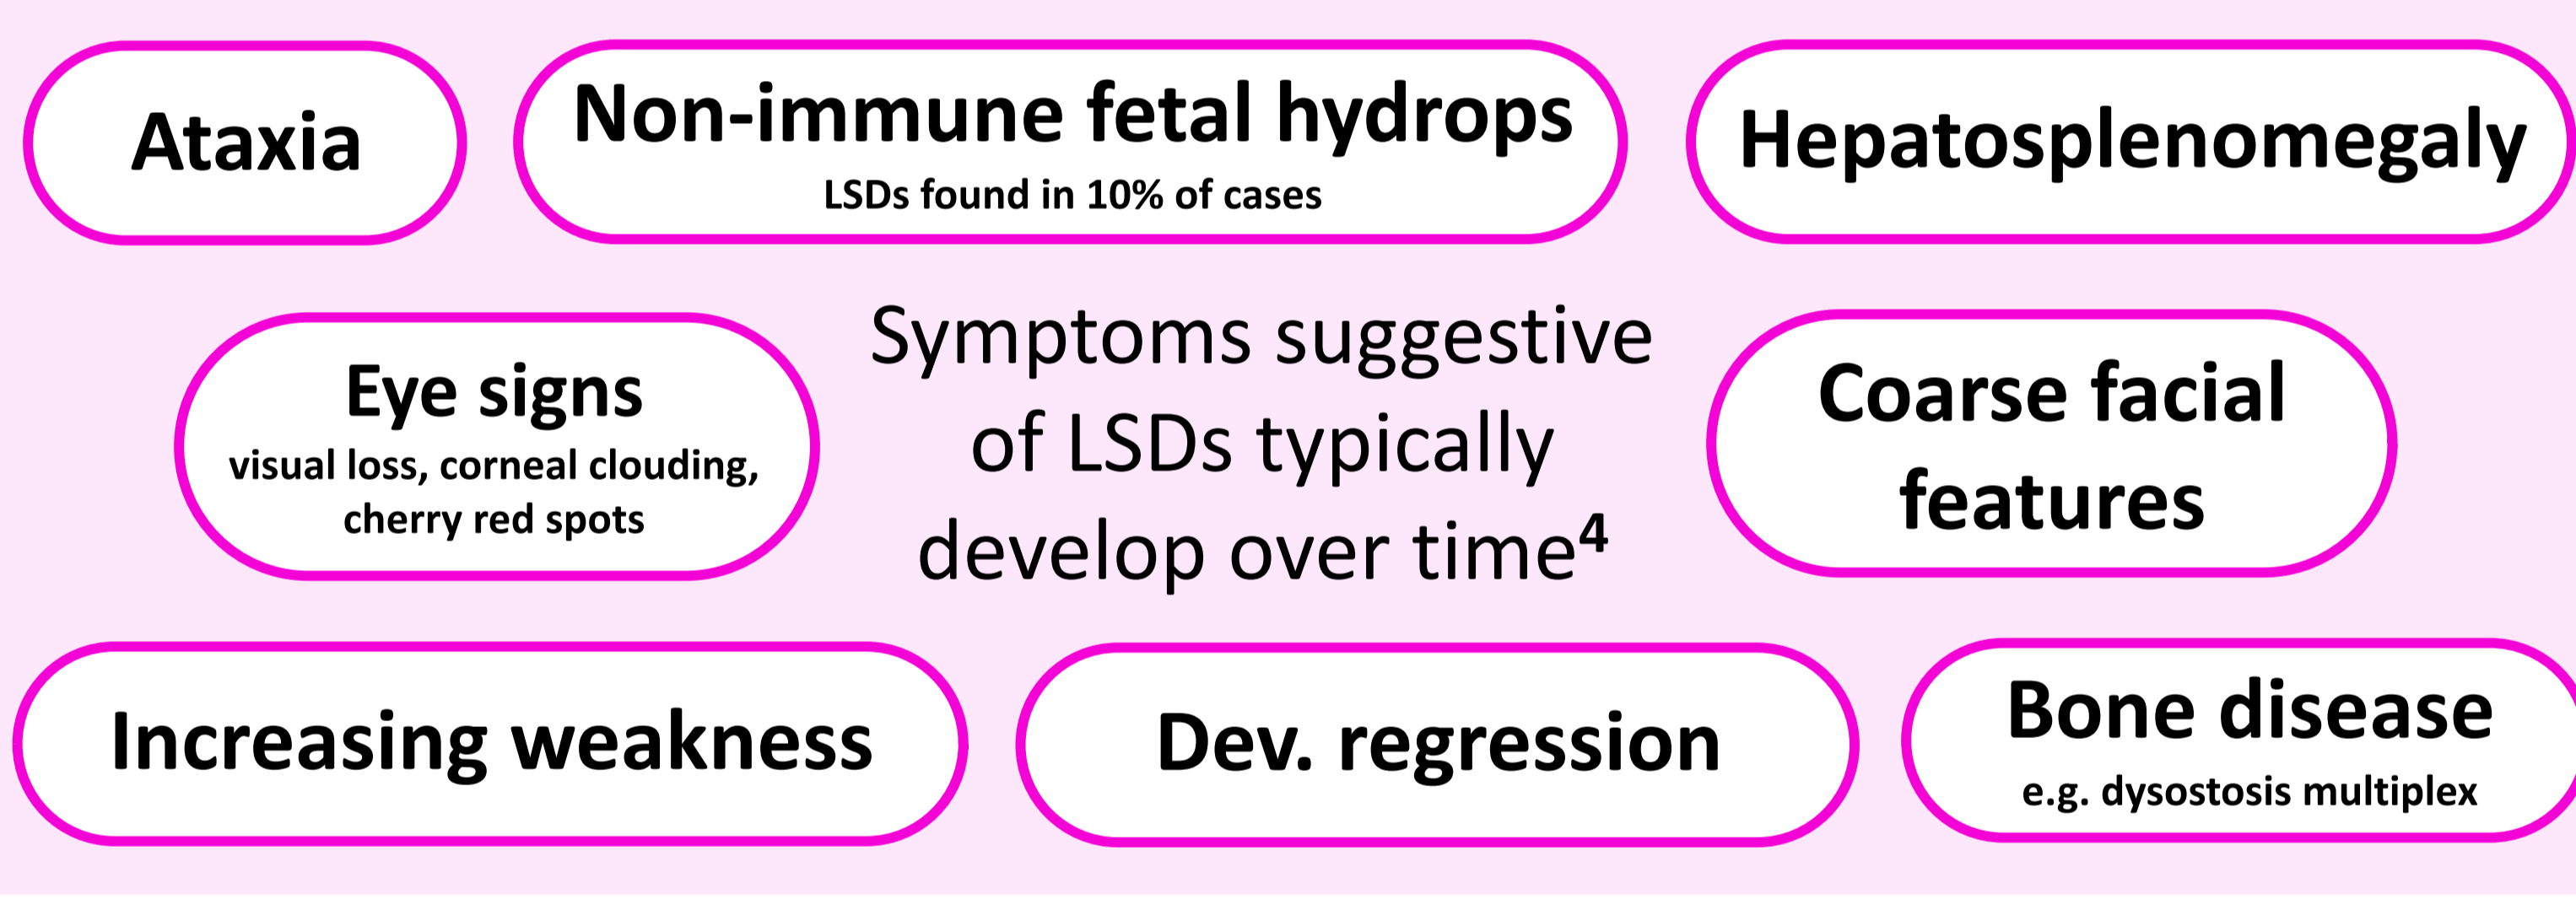 Ataxia
Non-immune fetal hydrops
LSDs found in 10% of cases
Hepatosplenomegaly
Eye signs
visual loss, corneal clouding,
cherry red spots
Symptoms suggestive
of LSDs typically
develop over time⁴
Coarse facial
features
Increasing weakness
Dev. regression
Bone disease
e.g. dysostosis multiplex